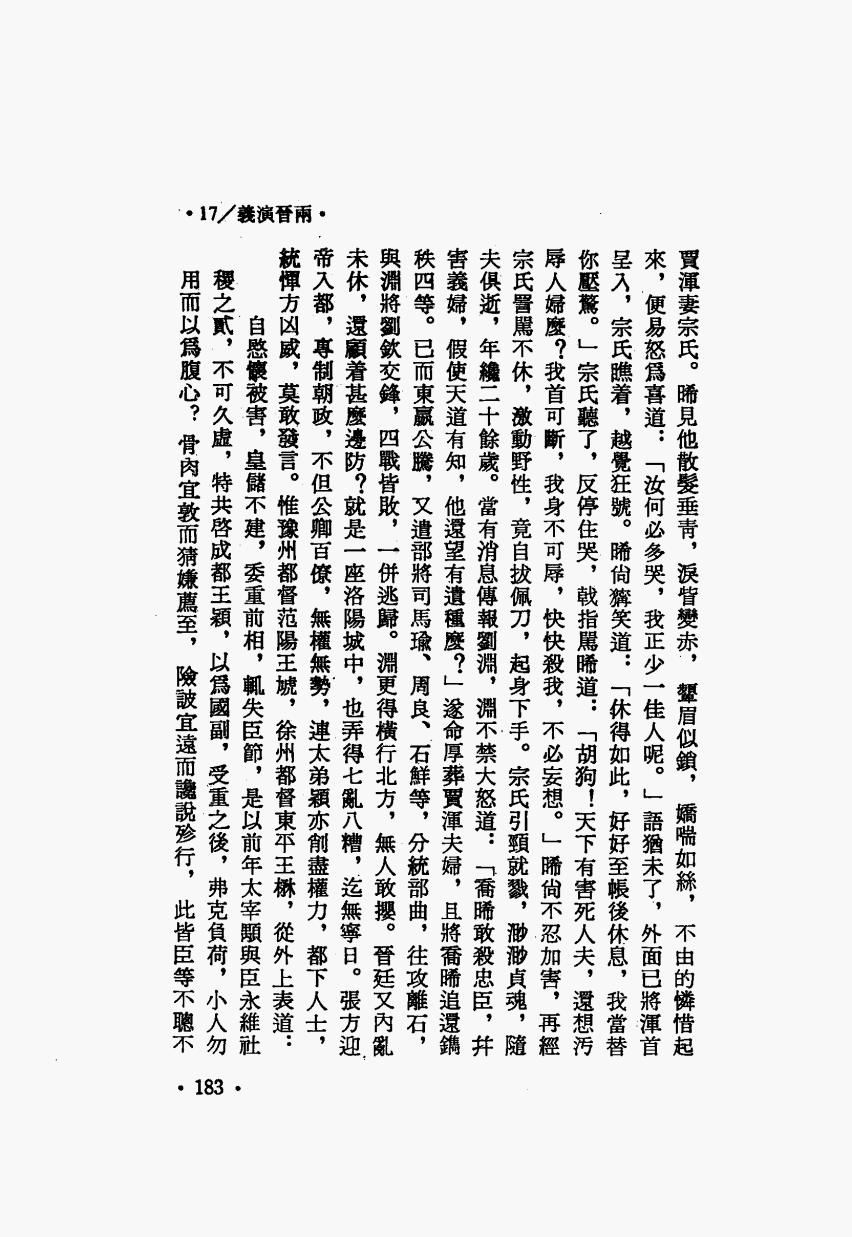 •17／義演晉兩•
賈渾妻宗氏。晞見他散髮垂靑，淚眥變赤，顰眉似鎖，嬌喘如絲，不由的憐惜起
來，便易怒爲喜道：「汝何必多哭，我正少一佳人呢。」語猶未了，外面已將渾首
呈入，宗氏瞧着，越覺狂號。晞尙獰笑道：「休得如此，好好至帳後休息，我當替
你壓驚。」宗氏聽了，反停住哭，戟指罵晞道：「胡狗！天下有害死人夫，還想汚
辱人婦麼？我首可斷，我身不可辱，快快殺我，不必妄想。」晞尙不忍加害，再經
宗氏詈罵不休，激動野性，竟自拔佩刀，起身下手。宗氏引頸就戮，渺渺貞魂，隨
夫俱逝，年纔二十餘歲。當有消息傳報劉淵，淵不禁大怒道：「喬晞敢殺忠臣，幷
害義婦，假使天道有知，他還望有遺種麼？」遂命厚葬賈渾夫婦，且將喬晞追還鐫
秩四等。已而東嬴公騰，又遣部將司馬瑜、周良、石鮮等，分統部曲，往攻離石，
與淵將劉欽交鋒，四戰皆敗，一併逃歸。淵更得橫行北方，無人敢攖。晉廷又內亂
未休，還顧着甚麼邊防？就是一座洛陽城中，也弄得七亂八糟，迄無寧日。張方迎
帝入都，專制朝政，不但公卿百僚，無權無勢，連太弟穎亦削盡權力，都下人士，
統憚方凶威，莫敢發言。惟豫州都督范陽王虓，徐州都督東平王楙，從外上表道：
自愍懷被害，皇儲不建，委重前相，輒失臣節，是以前年太宰顒與臣永維社
稷之貳，不可久虛，特共啓成都王穎，以爲國副，受重之後，弗克負荷，小人勿
用而以爲腹心？骨肉宜敦而猜嫌薦至，險詖宜遠而讒說殄行，此皆臣等不聰不
•183•